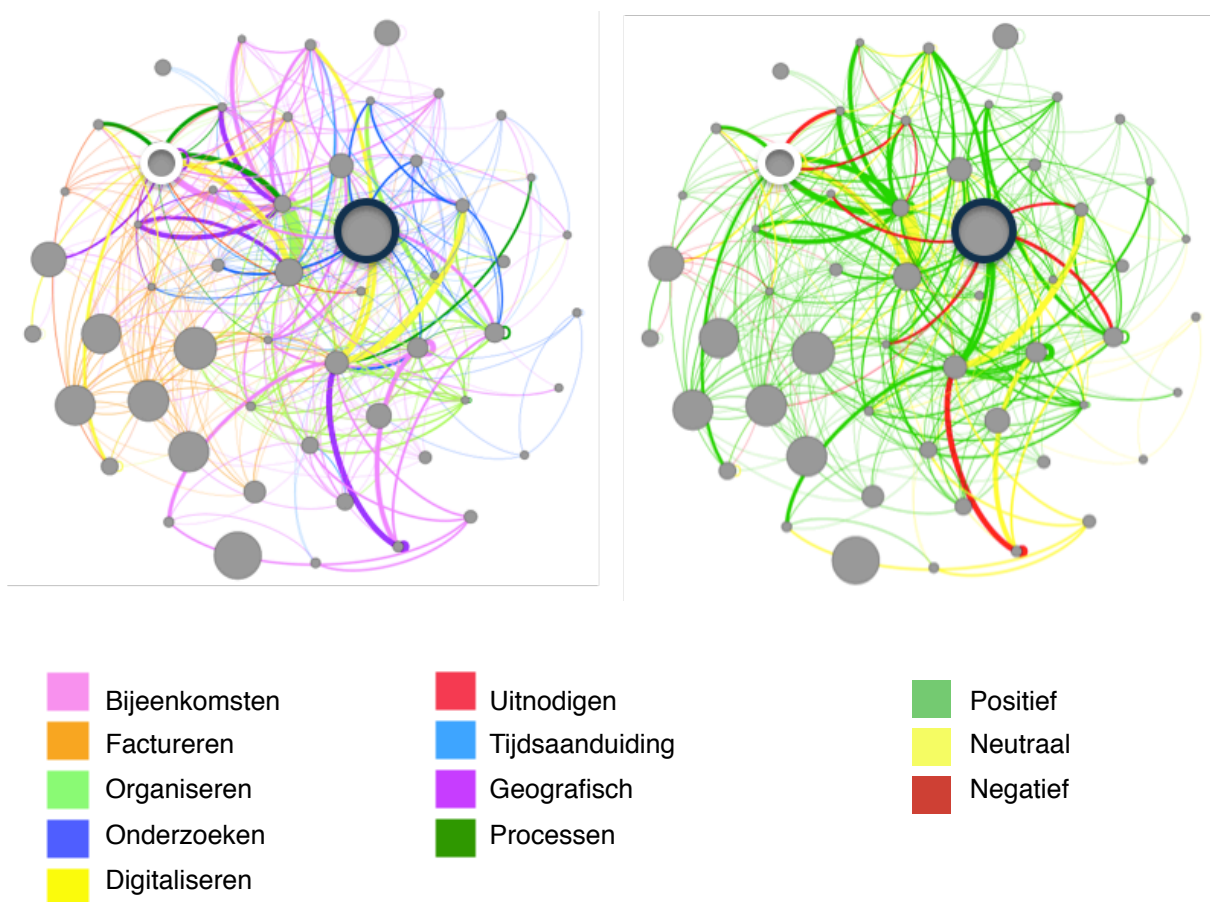 Bijeenkomsten
Factureren
Organiseren
Onderzoeken
Digitaliseren
Uitnodigen
Tijdsaanduiding
Geografisch
Processen
Positief
Neutraal
Negatief